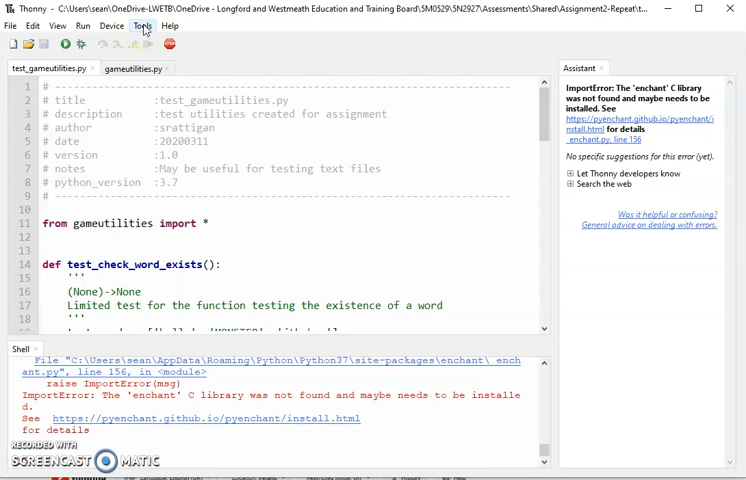 Thonny - C:\Users\sean\OneDrive-LWETB\OneDrive - Longford and Westmeath Education and Training Board\5M0529\5N2927\Assessments\Shared\Assignment2-Repeat\t...
File Edit View Run Device Tools Help
test_gameutilities.py gameutilities.py
1 # ---------------------------------------------------------
2 # title :test_gameutilities.py
3 # description :test utilities created for assignment
4 # author :srattigan
5 # date :20200311
6 # version :1.0
7 # notes :May be useful for testing text files
8 # python_version :3.7
9 # ---------------------------------------------------------
10
11 from gameutilities import *
12
13
14 def test_check_word_exists():
15 '''
16 (None)->None
17 Limited test for the function testing the existence of a word
18 '''
Shell
File "C:\Users\sean\AppData\Roaming\Python\Python37\site-packages\enchant\_ench
ant.py", line 156, in <module>
raise ImportError(msg)
ImportError: The 'enchant' C library was not found and maybe needs to be installe
d.
See https://pyenchant.github.io/pyenchant/install.html
for details
Assistant
ImportError: The 'enchant' C library
was not found and maybe needs to be
installed. See
https://pyenchant.github.io/pyenchant/i
nstall.html for details
_enchant.py, line 156
No specific suggestions for this error (yet).
Let Thonny developers know
Search the web
Was it helpful or confusing?
General advice on dealing with errors.
RECORDED WITH
SCREENCAST MATIC